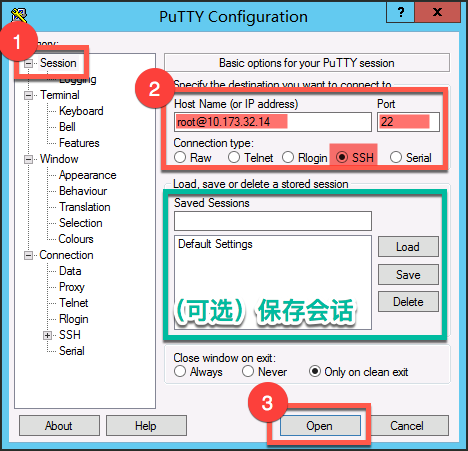 PuTTY Configuration
?
1
Session
Logging
Terminal
Keyboard
Bell
Features
Window
Appearance
Behaviour
Translation
Selection
Colours
Connection
Data
Proxy
Telnet
Rlogin
SSH
Serial
Basic options for your PuTTY session
Specify the destination you want to connect to
2
Host Name (or IP address) Port
root@10.173.32.14 22
Connection type:
Raw Telnet Rlogin SSH Serial
Load, save or delete a stored session
Saved Sessions
Default Settings
Load
Save
Delete
（可选）保存会话
Close window on exit:
Always Never Only on clean exit
3
About Help Open Cancel